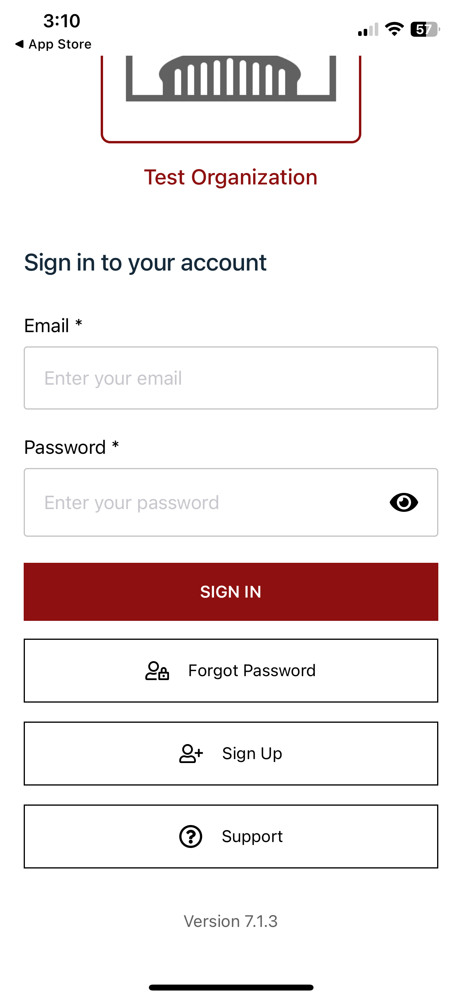 3:10
57
◀ App Store
Test Organization
Sign in to your account
Email *
Enter your email
Password *
Enter your password
SIGN IN
Forgot Password
Sign Up
Support
Version 7.1.3